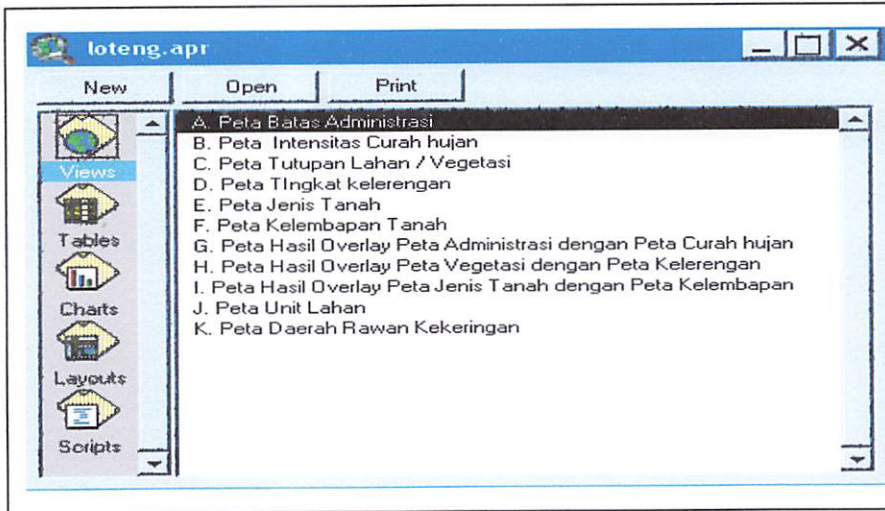 loteng.apr
New Open Print
Views
Tables
Charts
Layouts
Scripts
A. Peta Batas Administrasi
B. Peta Intensitas Curah hujan
C. Peta Tutupan Lahan / Vegetasi
D. Peta TIngkat kelerengan
E. Peta Jenis Tanah
F. Peta Kelembapan Tanah
G. Peta Hasil Overlay Peta Administrasi dengan Peta Curah hujan
H. Peta Hasil Overlay Peta Vegetasi dengan Peta Kelerengan
I. Peta Hasil Overlay Peta Jenis Tanah dengan Peta Kelembapan
J. Peta Unit Lahan
K. Peta Daerah Rawan Kekeringan